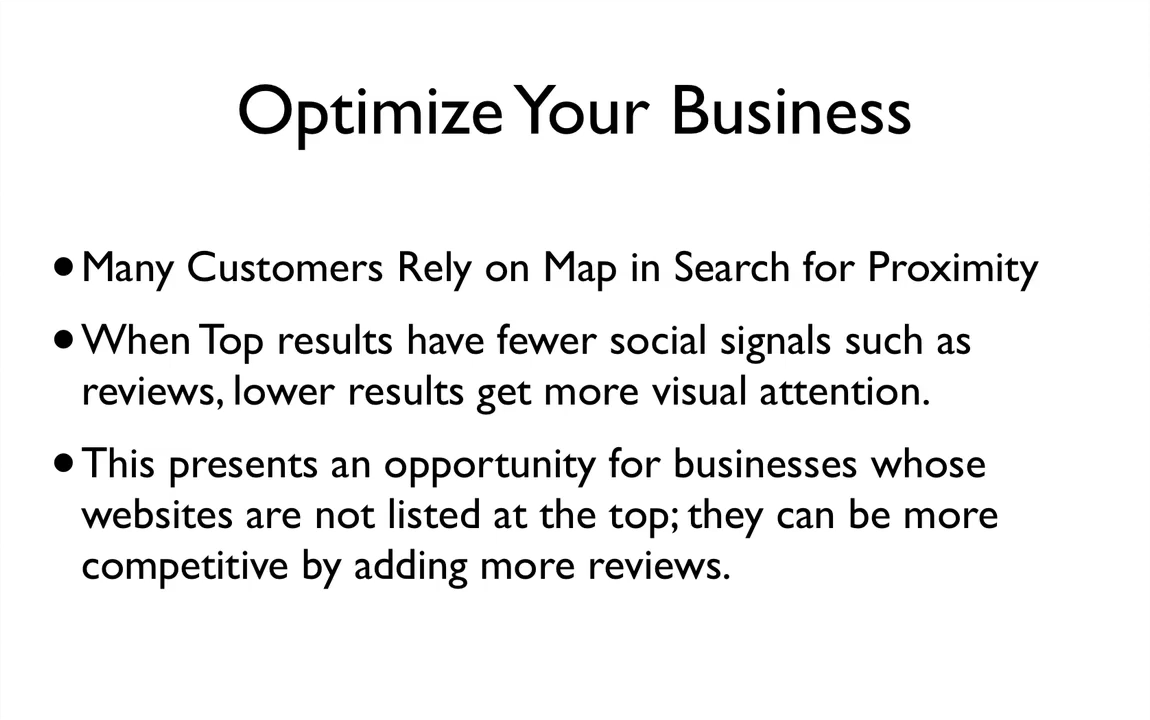 Optimize Your Business
•Many Customers Rely on Map in Search for Proximity
•When Top results have fewer social signals such as
reviews, lower results get more visual attention.
•This presents an opportunity for businesses whose
websites are not listed at the top; they can be more
competitive by adding more reviews.